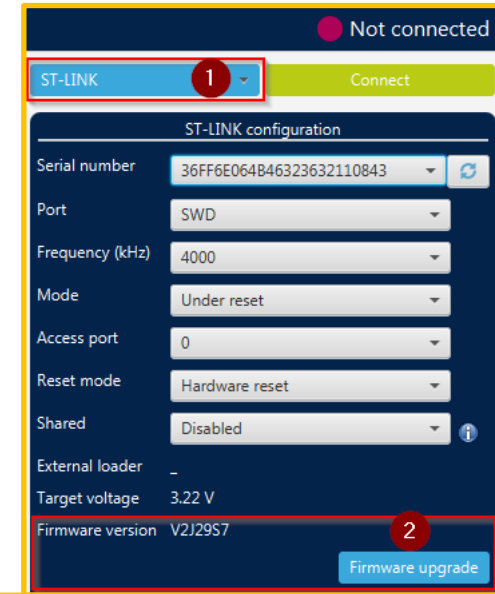 Not connected
ST-LINK 1 Connect
ST-LINK configuration
Serial number 36FF6E064B46323632110843
Port SWD
Frequency (kHz) 4000
Mode Under reset
Access port 0
Reset mode Hardware reset
Shared Disabled
External loader _
Target voltage 3.22 V
Firmware version V2J29S7
2
Firmware upgrade